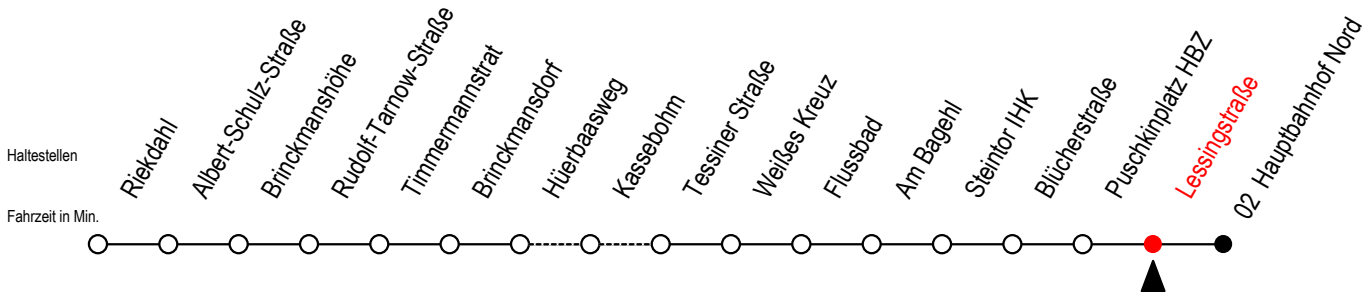 Haltestellen
Fahrzeit in Min.
Riekdahl
Albert-Schulz-Straße
Brinckmanshöhe
Rudolf-Tarnow-Straße
Timmermannstrat
Brinckmansdorf
Hüerbaasweg
Kassebohm
Tessiner Straße
Weißes Kreuz
Flussbad
Am Bagehl
Steintor IHK
Blücherstraße
Puschkinplatz HBZ
Lessingstraße
02 Hauptbahnhof Nord